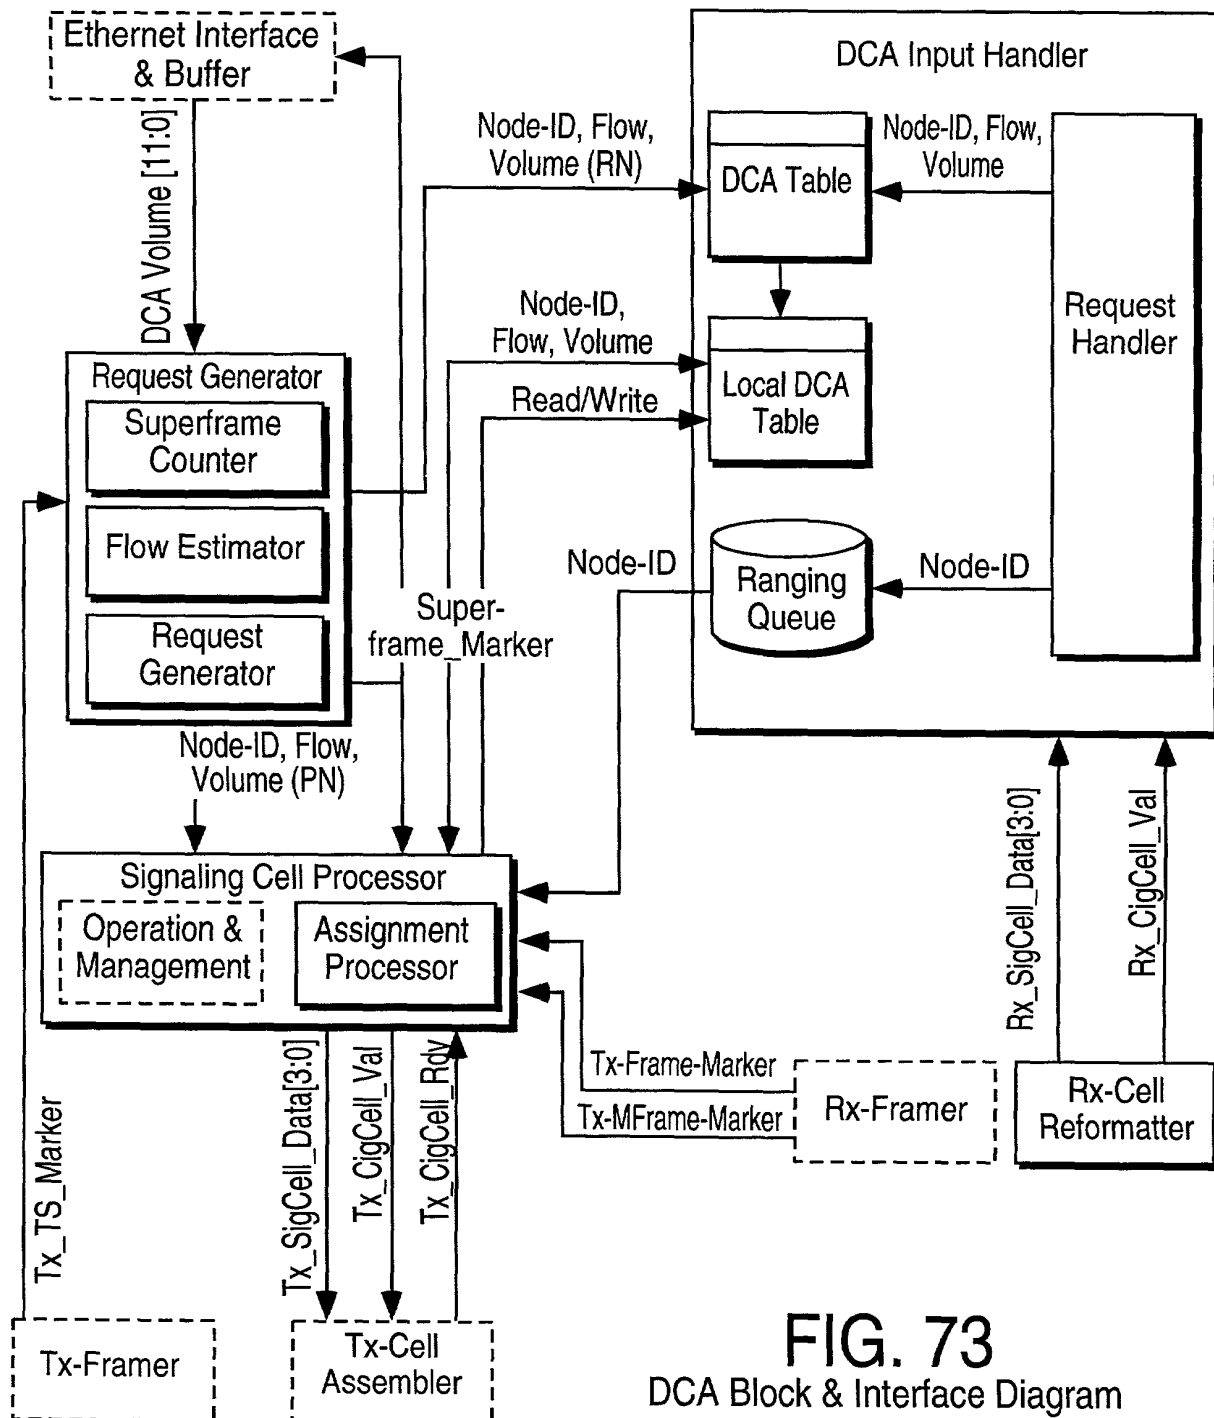 Ethernet Interface
& Buffer
DCA Volume [11:0]
Node-ID, Flow,
Volume (RN)
DCA Input Handler
DCA Table
Node-ID, Flow,
Volume
Request
Handler
Node-ID,
Flow, Volume
Read/Write
Local DCA
Table
Request Generator
Superframe
Counter
Flow Estimator
Request
Generator
Node-ID
Ranging
Queue
Node-ID
Super-
frame_Marker
Node-ID, Flow,
Volume (PN)
Signaling Cell Processor
Operation &
Management
Assignment
Processor
Rx_SigCell_Data[3:0]
Rx_CigCell_Val
Tx_TS_Marker
Tx_SigCell_Data[3:0]
Tx_CigCell_Val
Tx_CigCell_Rdy
Tx-Frame-Marker
Tx-MFrame-Marker
Rx-Framer
Rx-Cell
Reformatter
Tx-Framer
Tx-Cell
Assembler
FIG. 73
DCA Block & Interface Diagram